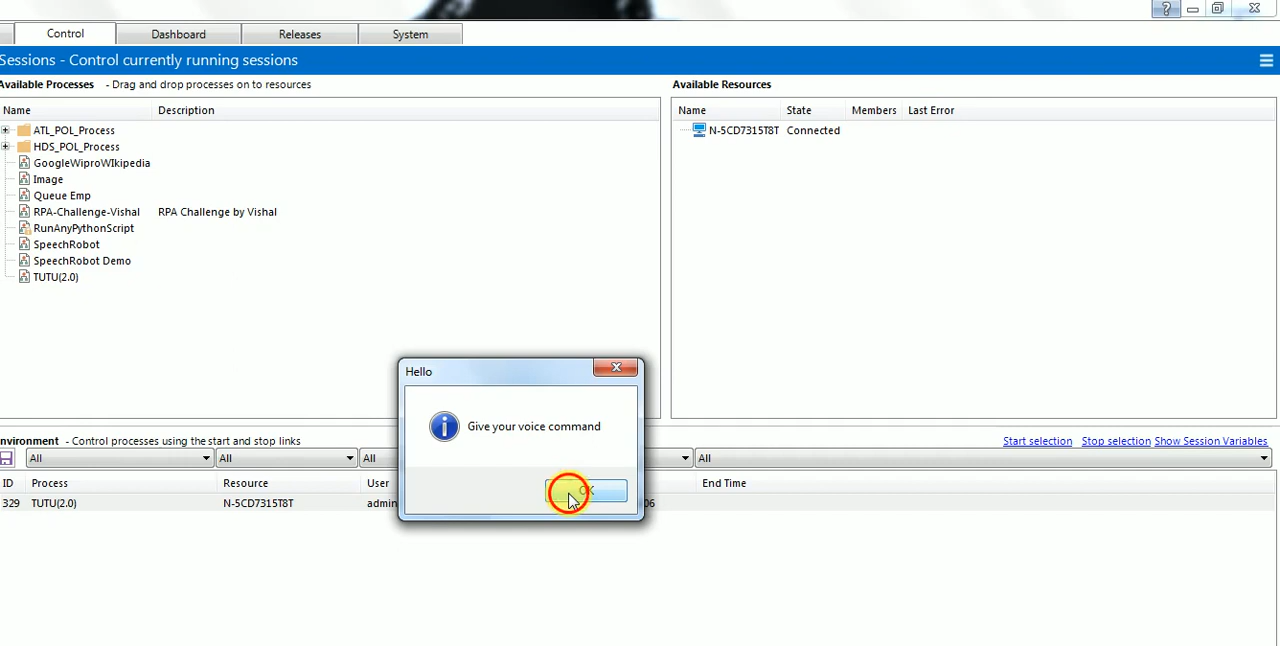 Control
Dashboard
Releases
System
Sessions - Control currently running sessions
Available Processes - Drag and drop processes on to resources
Name Description
ATL_POL_Process
HDS_POL_Process
GoogleWiproWIkipedia
Image
Queue Emp
RPA-Challenge-Vishal RPA Challenge by Vishal
RunAnyPythonScript
SpeechRobot
SpeechRobot Demo
TUTU(2.0)
Available Resources
Name State Members Last Error
N-5CD7315T8T Connected
Hello
Give your voice command
OK
nvironment - Control processes using the start and stop links
Start selection Stop selection Show Session Variables
All All All All
ID Process Resource User End Time
329 TUTU(2.0) N-5CD7315T8T admin 06